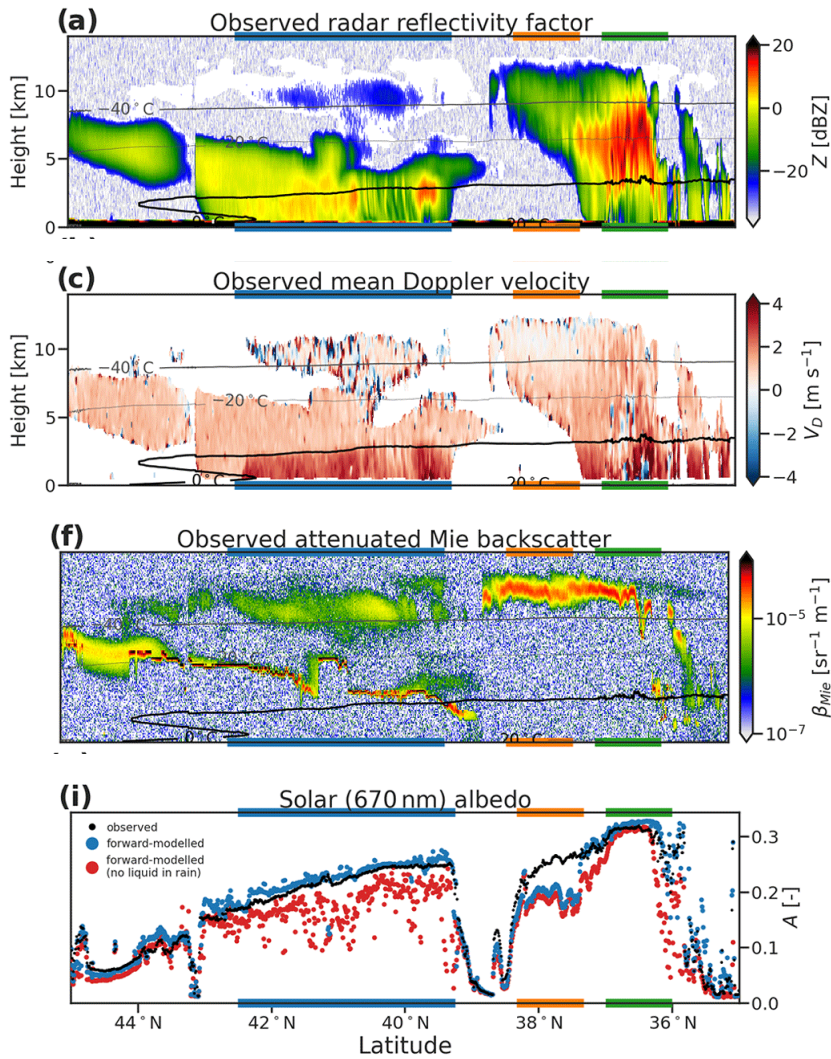 (a) Observed radar reflectivity factor
20
10
−40°C
0
Height [km]
Z [dBZ]
−20°C
5
−20
0
0°C
20°C
(c) Observed mean Doppler velocity
4
10
−40°C
2
Height [km]
0
V_D [m s⁻¹]
−20°C
5
−2
−4
0
0°C
20°C
(f) Observed attenuated Mie backscatter
10⁻⁵
β_Mie [sr⁻¹ m⁻¹]
20°C
10⁻⁷
(i) Solar (670 nm) albedo
observed
forward-modelled
forward-modelled
(no liquid in rain)
0.3
0.2
A [-]
0.1
0.0
44°N 42°N 40°N 38°N 36°N
Latitude